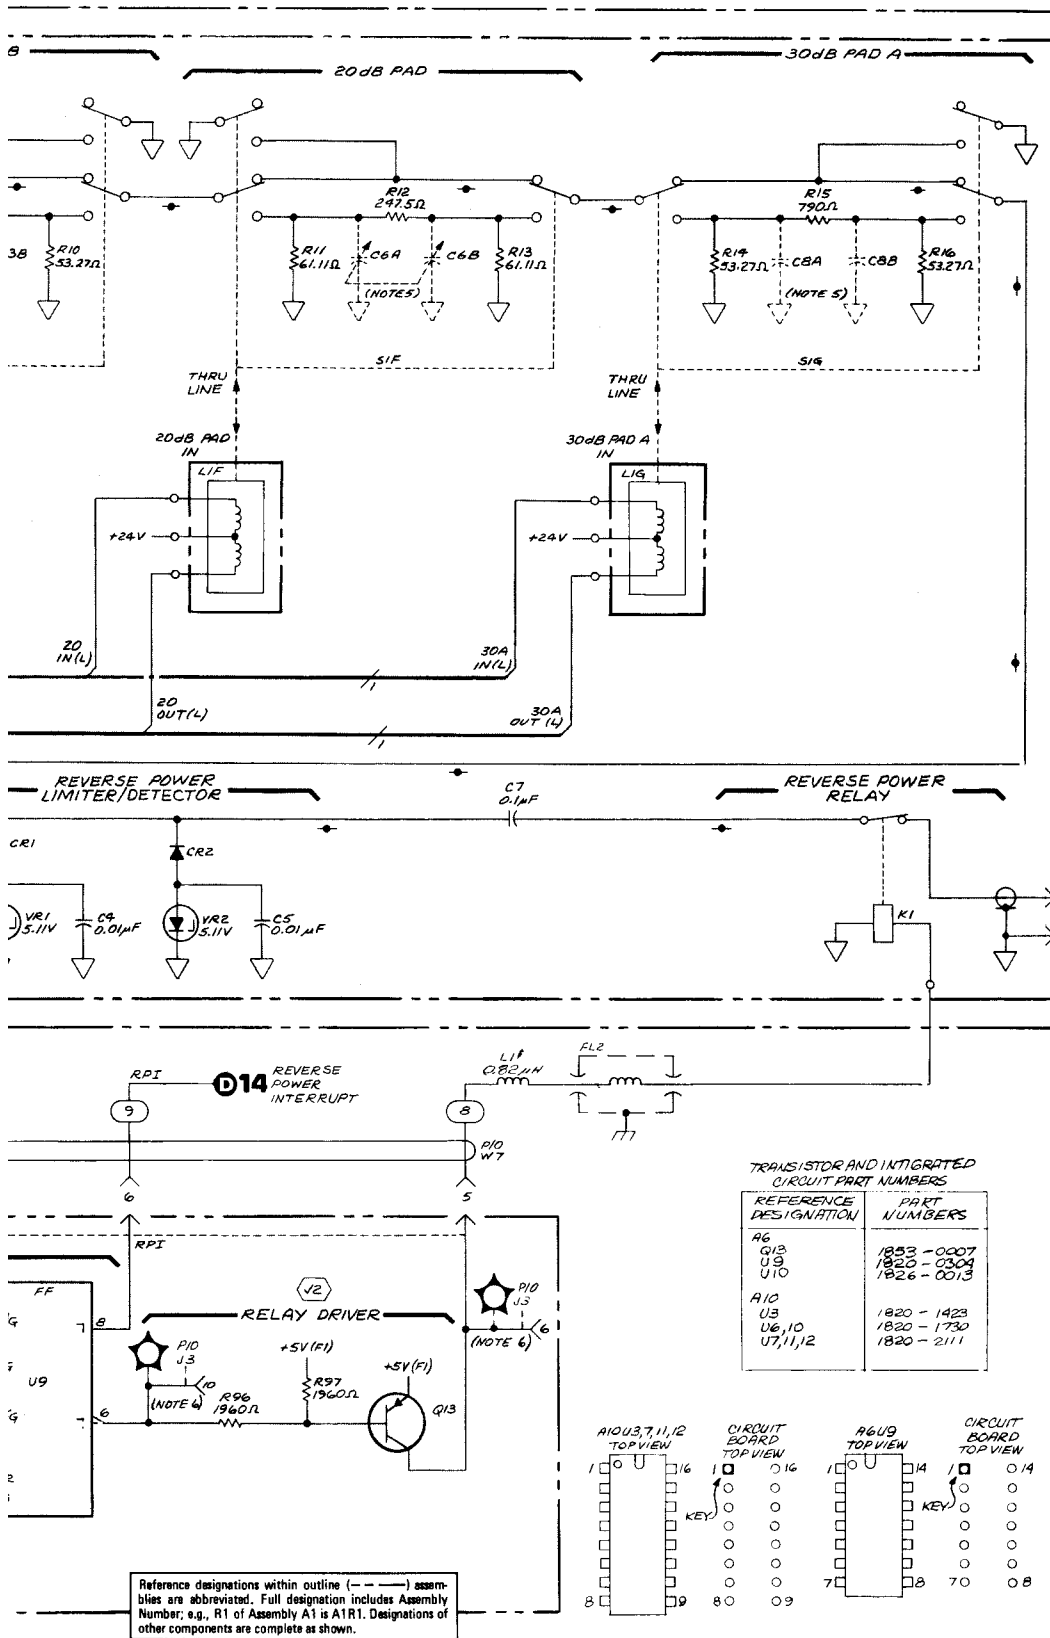 B
20dB PAD
30dB PAD A
R12
247.5Ω
R15
790Ω
3B
R10
53.27Ω
R11
61.11Ω
C6A
C6B
R13
61.11Ω
(NOTE 5)
R14
53.27Ω
C8A
C8B
R16
53.27Ω
(NOTE 5)
S1F
S1G
THRU
LINE
THRU
LINE
20dB PAD
IN
30dB PAD A
IN
L1F
L1G
+24V
+24V
20
IN(L)
30A
IN(L)
1
20
OUT(L)
30A
OUT (L)
1
REVERSE POWER
LIMITER/DETECTOR
C7
0.1µF
REVERSE POWER
RELAY
CR1
CR2
VR1
5.11V
C4
0.01µF
VR2
5.11V
C5
0.01µF
K1
RPI
D14
REVERSE
POWER
INTERRUPT
L1*
0.82µH
FL2
9
8
P/O
W7
6
5
RPI
TRANSISTOR AND INTIGRATED
CIRCUIT PART NUMBERS
REFERENCE
DESIGNATION
PART
NUMBERS
A6
Q13 1853-0007
U9 1820-0304
U10 1826-0013
A10
U3 1820-1423
U6,10 1820-1730
U7,11,12 1820-2111
FF
G
8
√2
RELAY DRIVER
P/O
J3
6
(NOTE 6)
P/O
J3
10
(NOTE 6)
+5V(F1)
+5V(F1)
U9
G
6
R96
1960Ω
R97
1960Ω
Q13
A10U3,7,11,12
TOP VIEW
CIRCUIT
BOARD
TOP VIEW
A6U9
TOP VIEW
CIRCUIT
BOARD
TOP VIEW
1 16
1 16
1 14
1 14
KEY
KEY
7 8
7 8
8 9
8 9
Reference designations within outline (— - — - —) assem-
blies are abbreviated. Full designation includes Assembly
Number; e.g., R1 of Assembly A1 is A1R1. Designations of
other components are complete as shown.